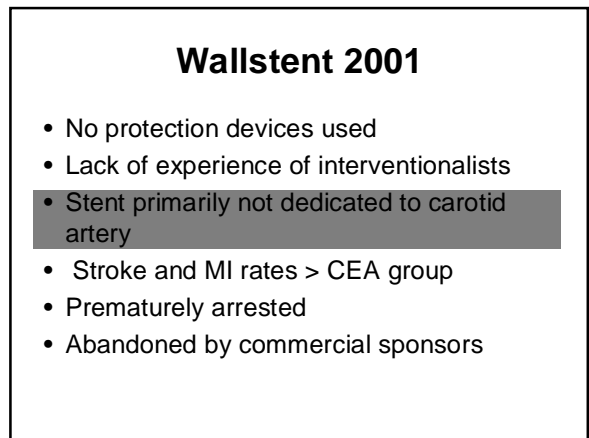 Wallstent 2001
• No protection devices used
• Lack of experience of interventionalists
• Stent primarily not dedicated to carotid
artery
• Stroke and MI rates > CEA group
• Prematurely arrested
• Abandoned by commercial sponsors